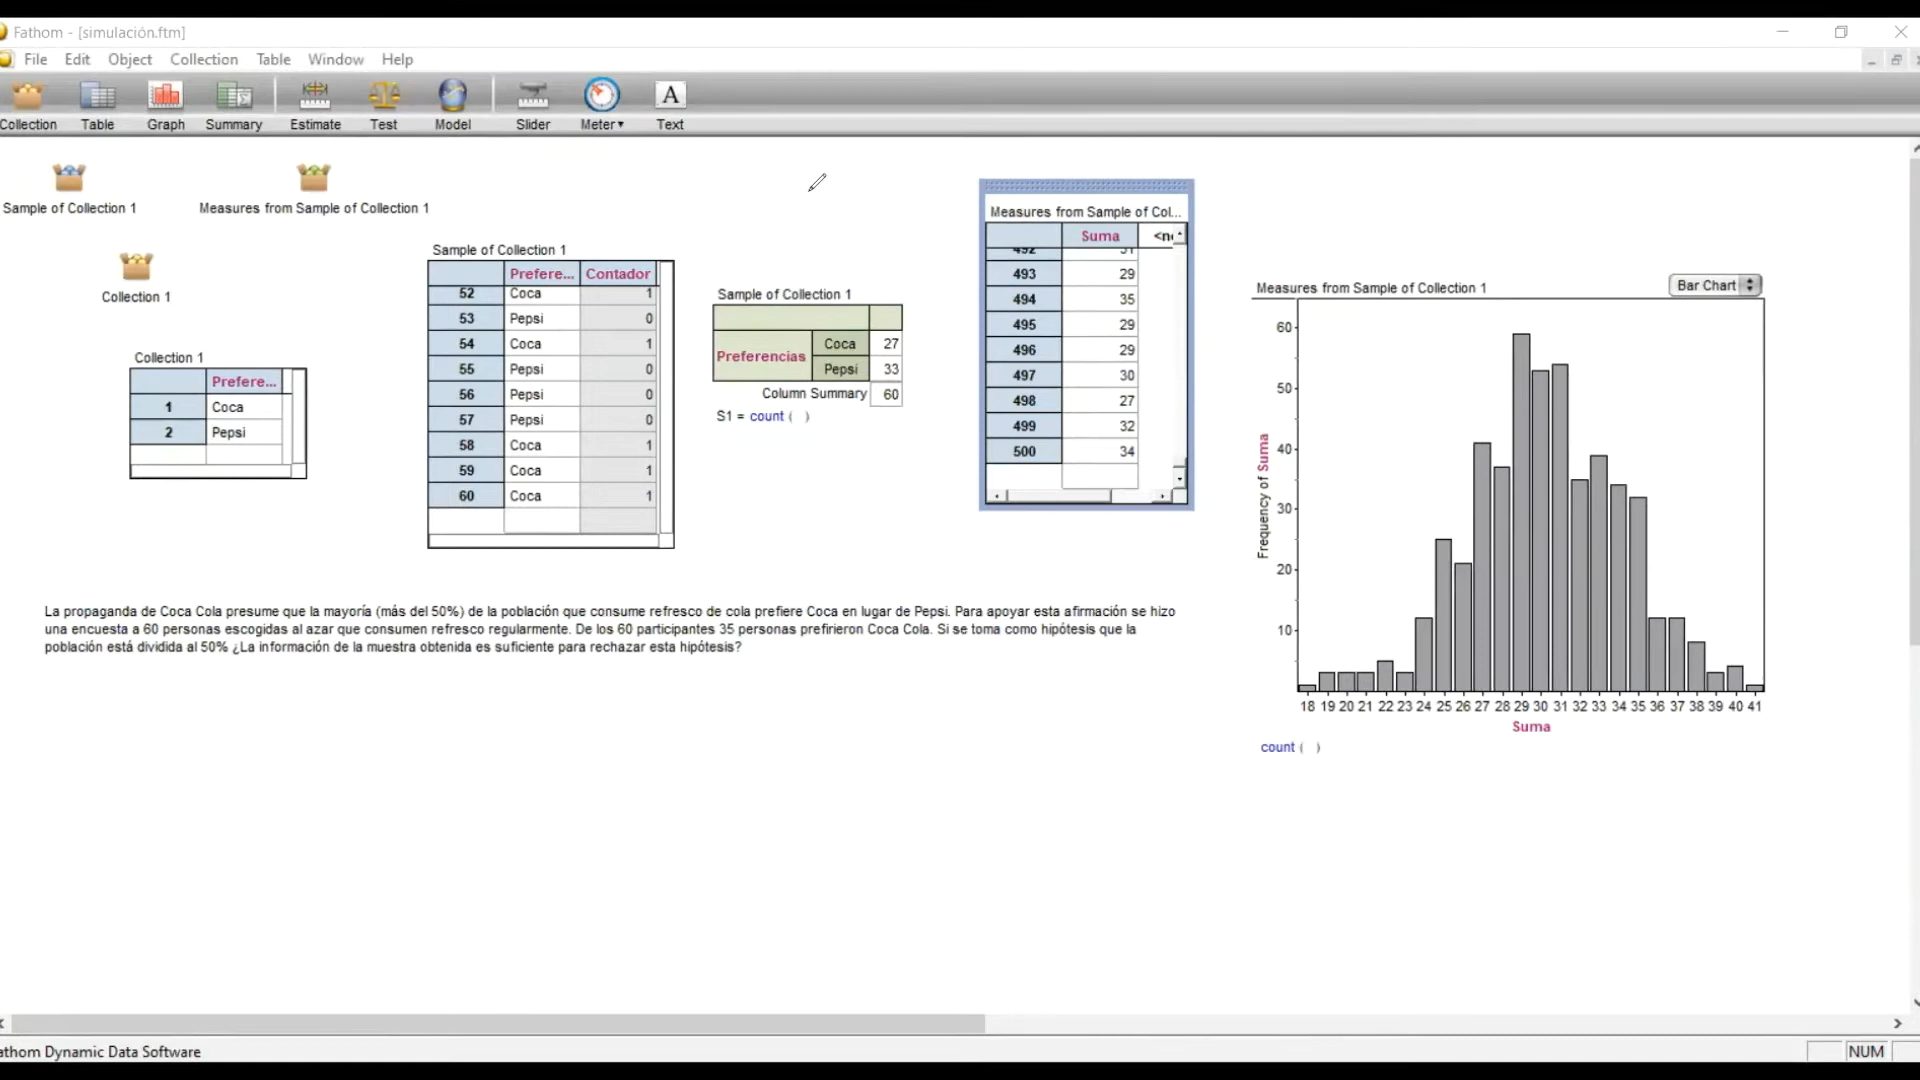 Fathom - [simulación.ftm]
File Edit Object Collection Table Window Help
Collection Table Graph Summary Estimate Test Model Slider Meter Text
Sample of Collection 1
Measures from Sample of Collection 1
Collection 1
Collection 1
Prefere...
1 Coca
2 Pepsi
Sample of Collection 1
Prefere... Contador
52 Coca 1
53 Pepsi 0
54 Coca 1
55 Pepsi 0
56 Pepsi 0
57 Pepsi 0
58 Coca 1
59 Coca 1
60 Coca 1
Sample of Collection 1
Preferencias
Coca 27
Pepsi 33
Column Summary 60
S1 = count ( )
Measures from Sample of Col...
Suma <n
492 31
493 29
494 35
495 29
496 29
497 30
498 27
499 32
500 34
Measures from Sample of Collection 1
Bar Chart
Frequency of Suma
60
50
40
30
20
10
18 19 20 21 22 23 24 25 26 27 28 29 30 31 32 33 34 35 36 37 38 39 40 41
Suma
count ( )
La propaganda de Coca Cola presume que la mayoría (más del 50%) de la población que consume refresco de cola prefiere Coca en lugar de Pepsi. Para apoyar esta afirmación se hizo
una encuesta a 60 personas escogidas al azar que consumen refresco regularmente. De los 60 participantes 35 personas prefirieron Coca Cola. Si se toma como hipótesis que la
población está dividida al 50% ¿La información de la muestra obtenida es suficiente para rechazar esta hipótesis?
athom Dynamic Data Software
NUM